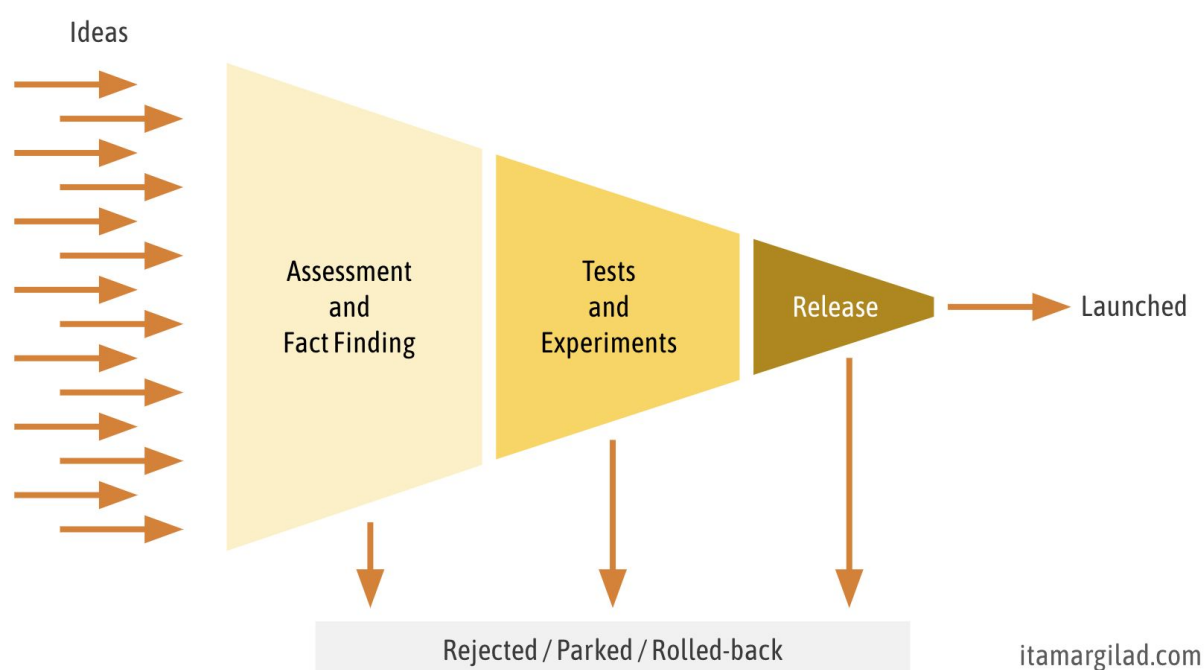 Ideas
Assessment
and
Fact Finding
Tests
and
Experiments
Release
Launched
Rejected / Parked / Rolled-back
itamargilad.com